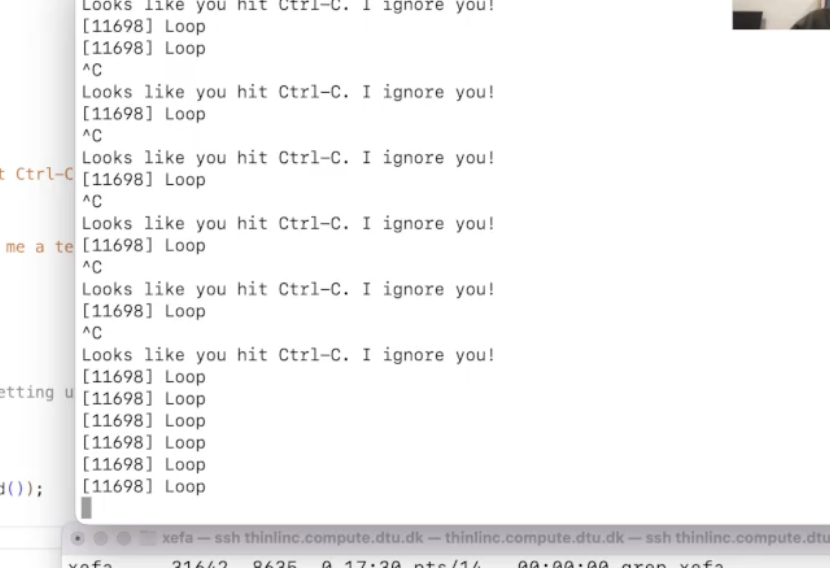 Looks like you hit Ctrl-C. I ignore you!
[11698] Loop
[11698] Loop
^C
Looks like you hit Ctrl-C. I ignore you!
[11698] Loop
^C
Looks like you hit Ctrl-C. I ignore you!
t Ctrl-C
[11698] Loop
^C
Looks like you hit Ctrl-C. I ignore you!
me a te
[11698] Loop
^C
Looks like you hit Ctrl-C. I ignore you!
[11698] Loop
^C
Looks like you hit Ctrl-C. I ignore you!
[11698] Loop
etting u
[11698] Loop
[11698] Loop
[11698] Loop
[11698] Loop
d());
[11698] Loop
xefa — ssh thinlinc.compute.dtu.dk — thinlinc.compute.dtu.dk — ssh thinlinc.compute.dtu
xefa 31642 8635 0 17:30 pts/14 00:00:00 grep xefa